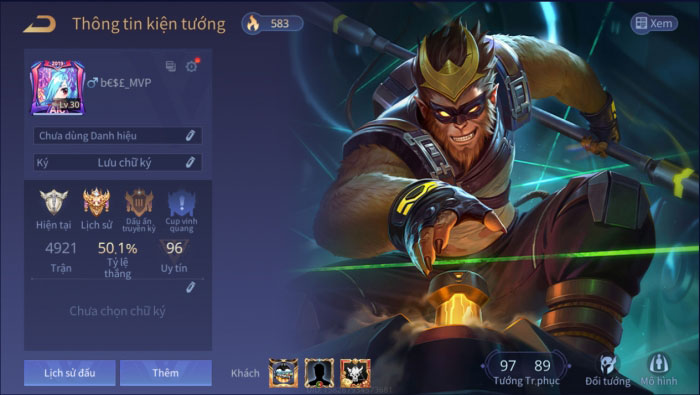 Thông tin kiện tướng
583
Xem
2019
b€$£_MVP
Lv.30
AIC
Chưa dùng Danh hiệu
Ký
Lưu chữ ký
III
Hiện tại
Lịch sử
Dấu ấn truyền kỳ
Cup vinh quang
4921
50,1%
96
Trận
Tỷ lệ thắng
Uy tín
Chưa chọn chữ ký
Lịch sử đấu
Thêm
Khách
97
89
Tướng
Tr.phục
Đổi tướng
Mô hình